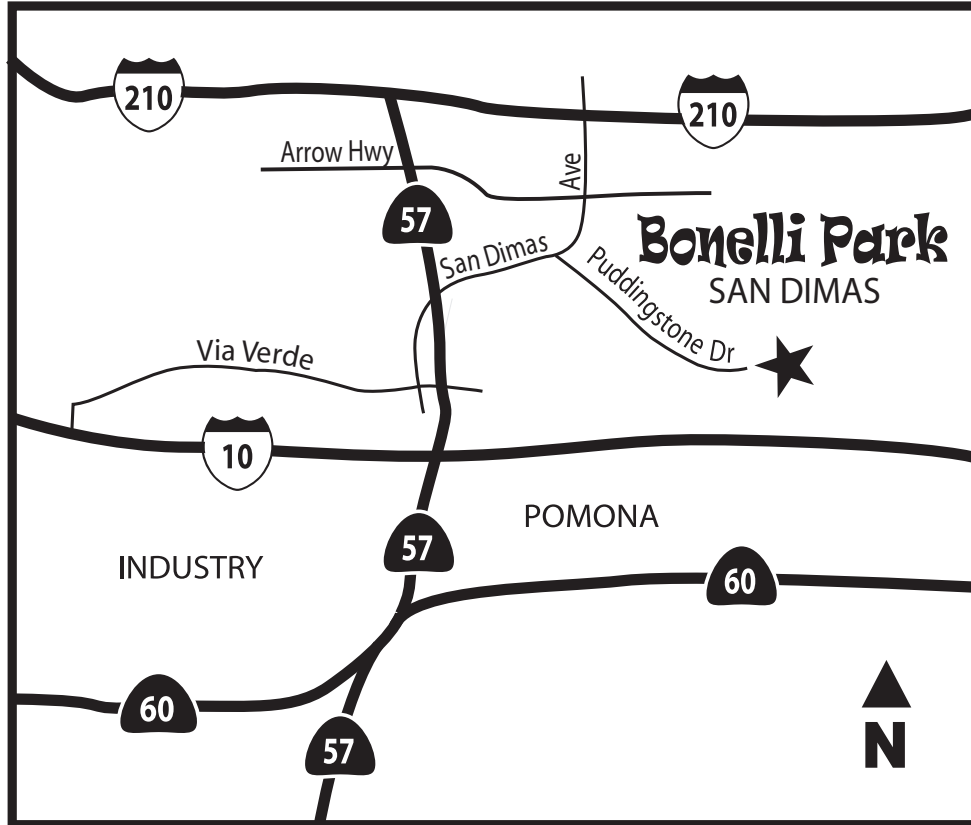 210
210
Arrow Hwy
Ave
57
San Dimas
Bonelli Park
SAN DIMAS
Puddingstone Dr
Via Verde
10
POMONA
57
INDUSTRY
60
60
57
N